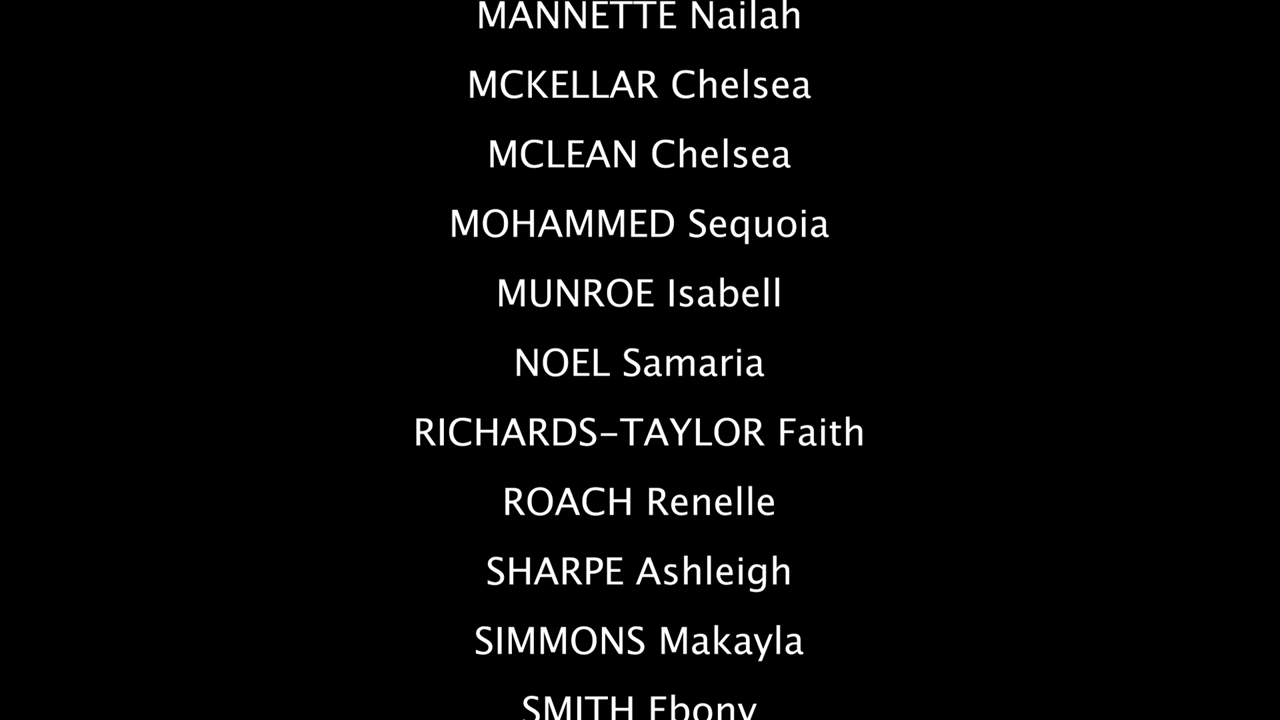 MANNETTE Nailah
MCKELLAR Chelsea
MCLEAN Chelsea
MOHAMMED Sequoia
MUNROE Isabell
NOEL Samaria
RICHARDS-TAYLOR Faith
ROACH Renelle
SHARPE Ashleigh
SIMMONS Makayla
SMITH Ebony